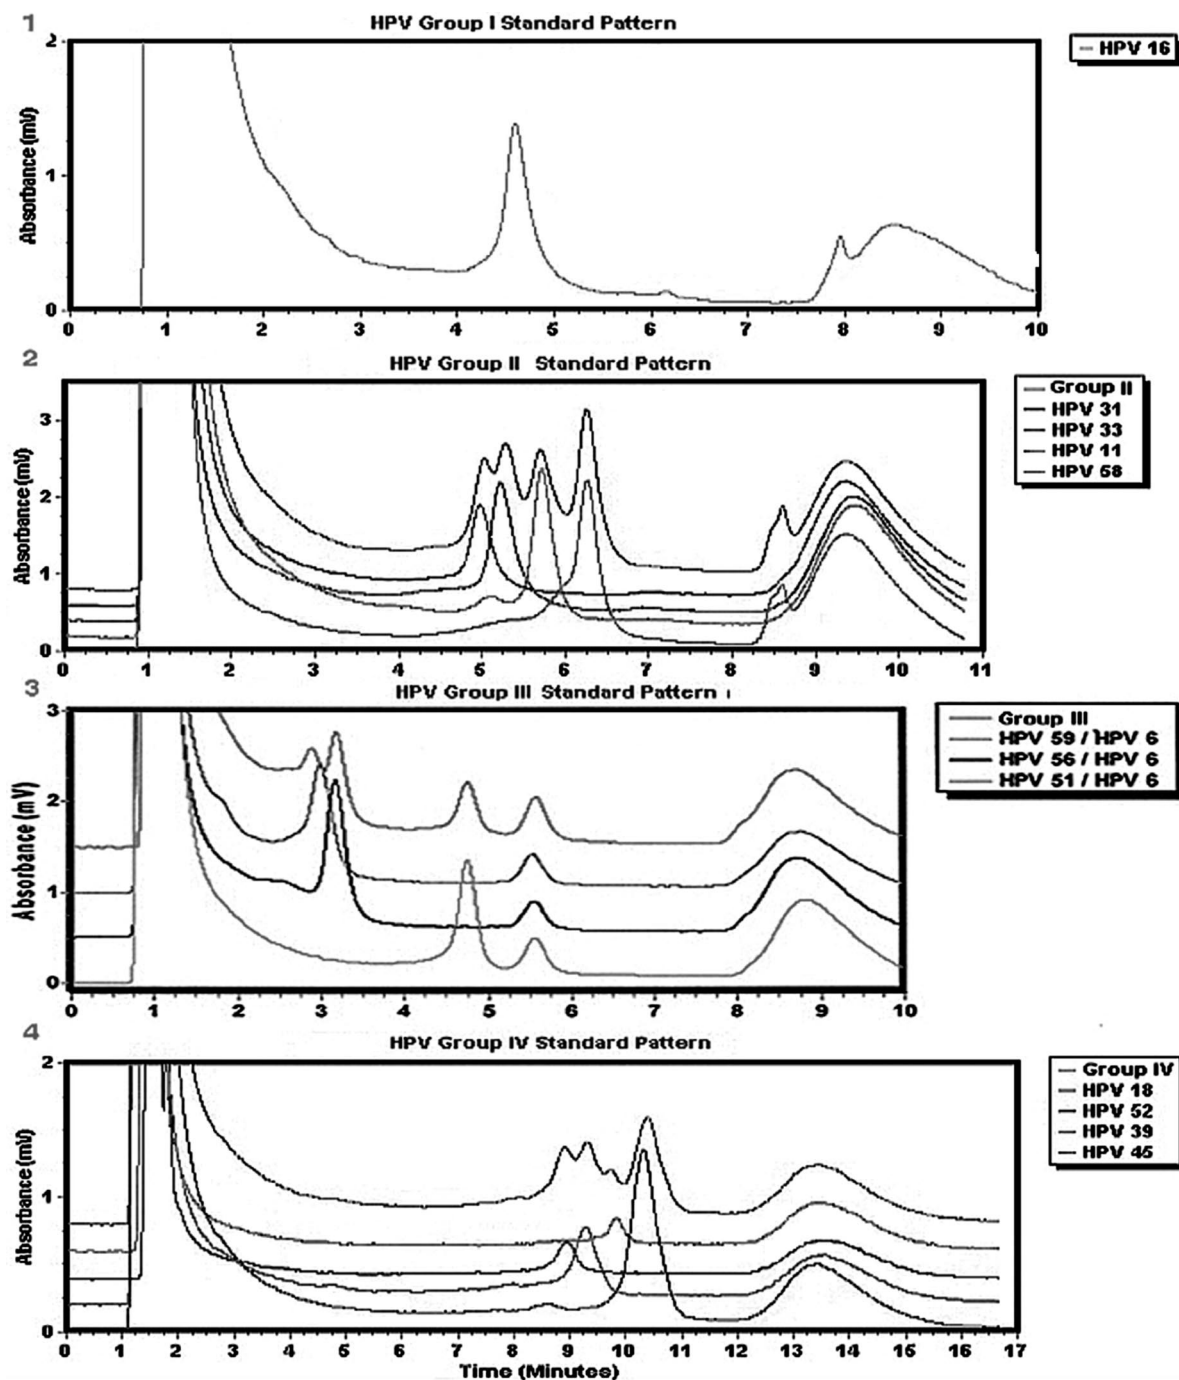 1
HPV Group I Standard Pattern
HPV 16
Absorbance (mV)
2
1
0
0 1 2 3 4 5 6 7 8 9 10
2
HPV Group II Standard Pattern
Group II
HPV 31
HPV 33
HPV 11
HPV 58
Absorbance (mV)
3
2
1
0
0 1 2 3 4 5 6 7 8 9 10 11
3
HPV Group III Standard Pattern
Group III
HPV 59 / HPV 6
HPV 56 / HPV 6
HPV 51 / HPV 6
Absorbance (mV)
3
2
1
0
0 1 2 3 4 5 6 7 8 9 10
4
HPV Group IV Standard Pattern
Group IV
HPV 18
HPV 52
HPV 39
HPV 45
Absorbance (mV)
2
1
0
0 1 2 3 4 5 6 7 8 9 10 11 12 13 14 15 16 17
Time (Minutes)